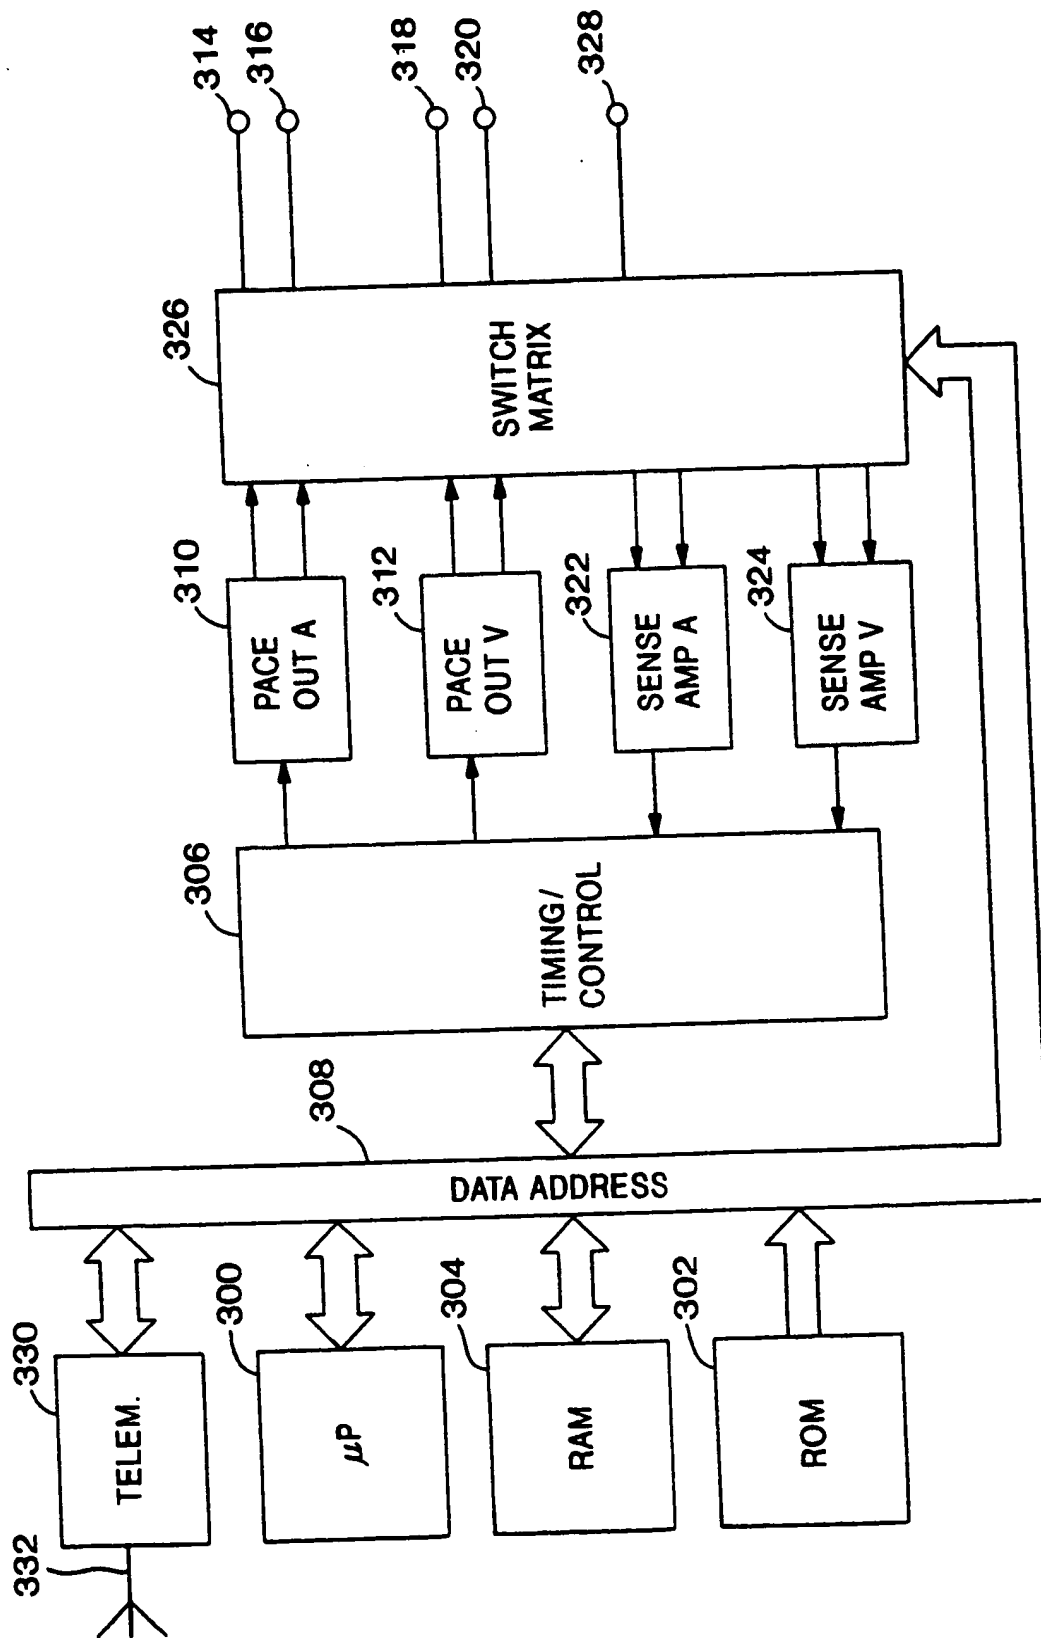 332
330
TELEM.
300
μP
304
RAM
302
ROM
308
DATA ADDRESS
306
TIMING/
CONTROL
310
PACE
OUT A
312
PACE
OUT V
322
SENSE
AMP A
324
SENSE
AMP V
326
SWITCH
MATRIX
314
316
318
320
328